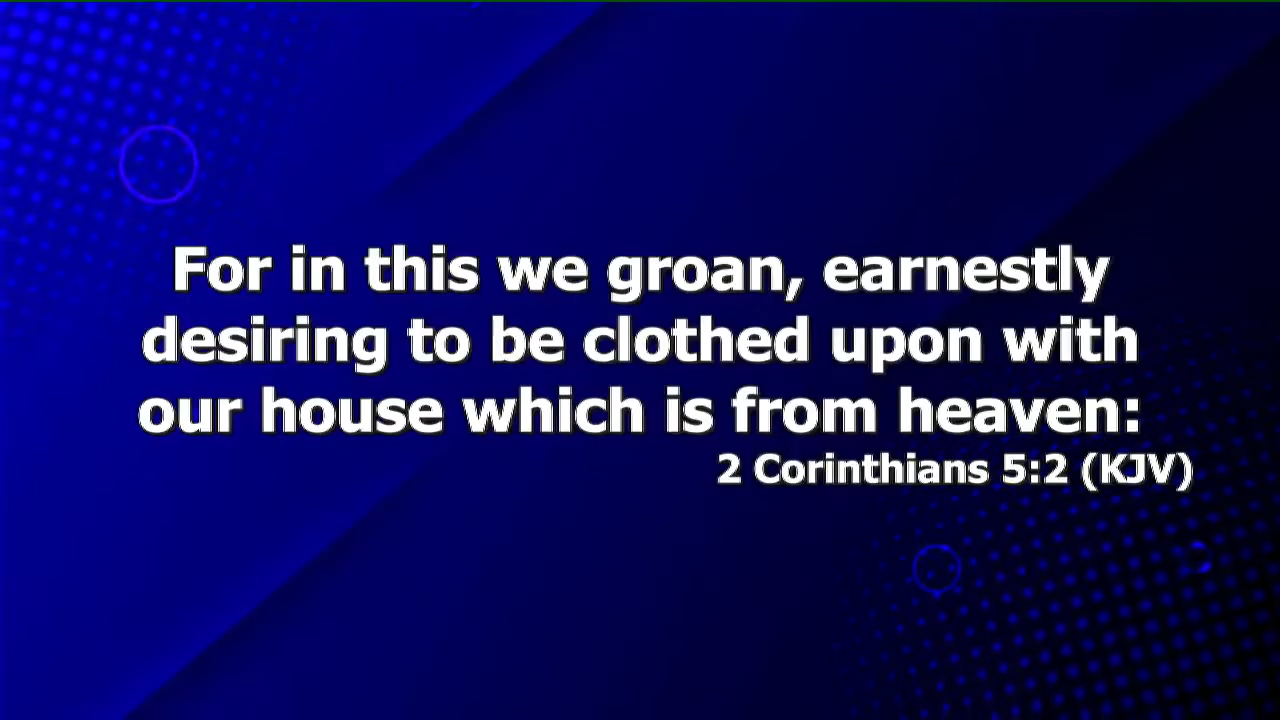 For in this we groan, earnestly
desiring to be clothed upon with
our house which is from heaven:
2 Corinthians 5:2 (KJV)